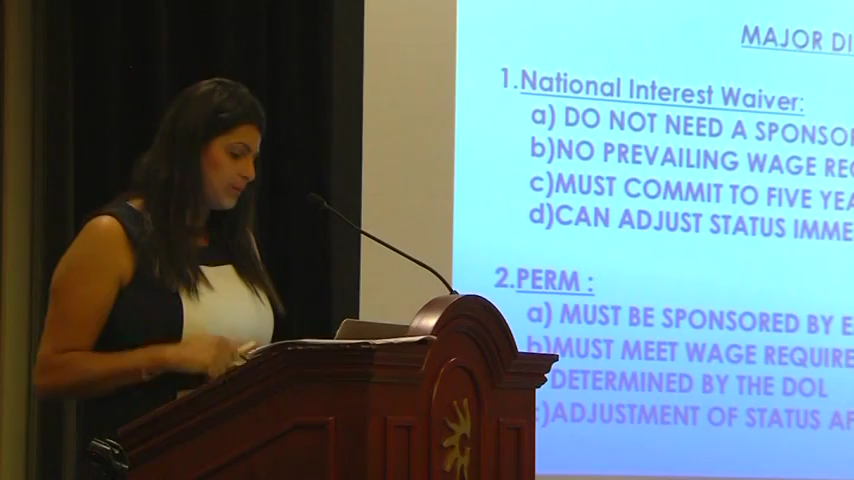 MAJOR DI
1.National Interest Waiver:
a) DO NOT NEED A SPONSOR
b)NO PREVAILING WAGE REQ
c)MUST COMMIT TO FIVE YEA
d)CAN ADJUST STATUS IMME
2.PERM :
a) MUST BE SPONSORED BY E
b)MUST MEET WAGE REQUIRE
DETERMINED BY THE DOL
c)ADJUSTMENT OF STATUS AF